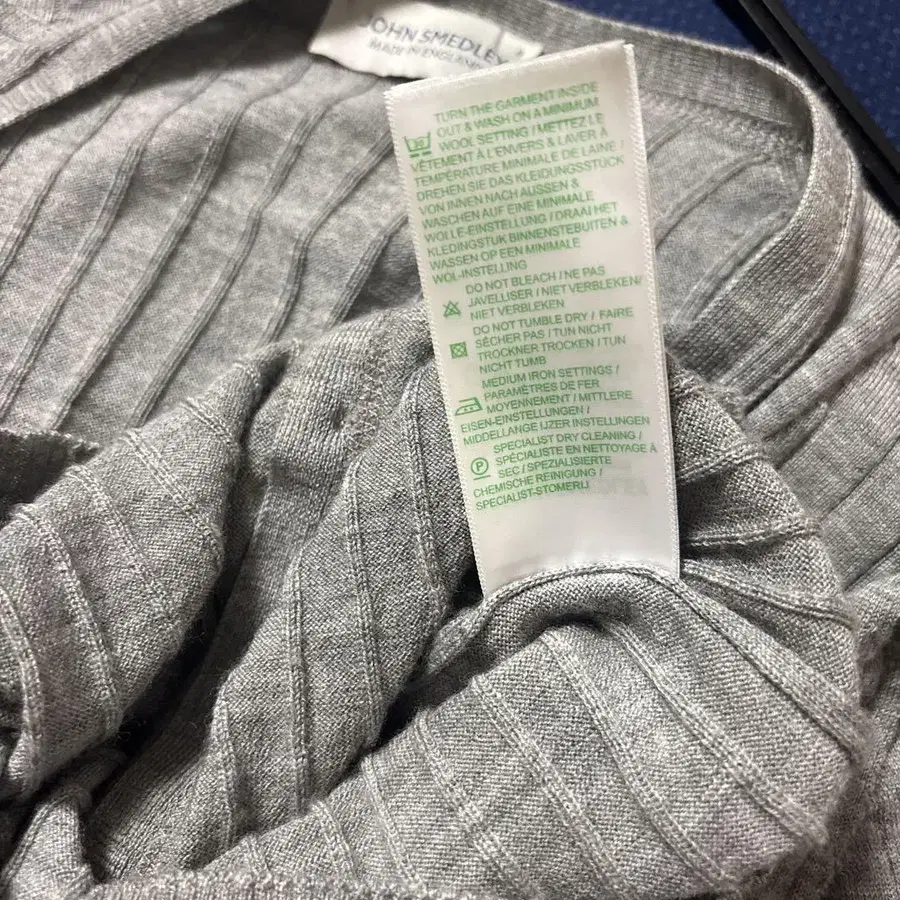 JOHN SMEDLEY
MADE IN ENGLAND
TURN THE GARMENT INSIDE
OUT & WASH ON A MINIMUM
WOOL SETTING / METTEZ LE
VÊTEMENT À L'ENVERS & LAVER À
TEMPÉRATURE MINIMALE DE LAINE /
DREHEN SIE DAS KLEIDUNGSSTÜCK
VON INNEN NACH AUSSEN &
WASCHEN AUF EINE MINIMALE
WOLLE-EINSTELLUNG / DRAAI HET
KLEDINGSTUK BINNENSTEBUITEN &
WASSEN OP EEN MINIMALE
WOL-INSTELLING
DO NOT BLEACH / NE PAS
JAVELLISER / NIET VERBLEKEN/
NIET VERBLEKEN
DO NOT TUMBLE DRY / FAIRE
SÉCHER PAS / TUN NICHT
TROCKNER TROCKEN / TUN
NICHT TUMB
MEDIUM IRON SETTINGS /
PARAMÈTRES DE FER
MOYENNEMENT / MITTLERE
EISEN-EINSTELLUNGEN /
MIDDELLANGE IJZER INSTELLINGEN
SPECIALIST DRY CLEANING /
SPÉCIALISTE EN NETTOYAGE À
SEC / SPEZIALISIERTE
CHEMISCHE REINIGUNG /
SPECIALIST-STOMERIJ